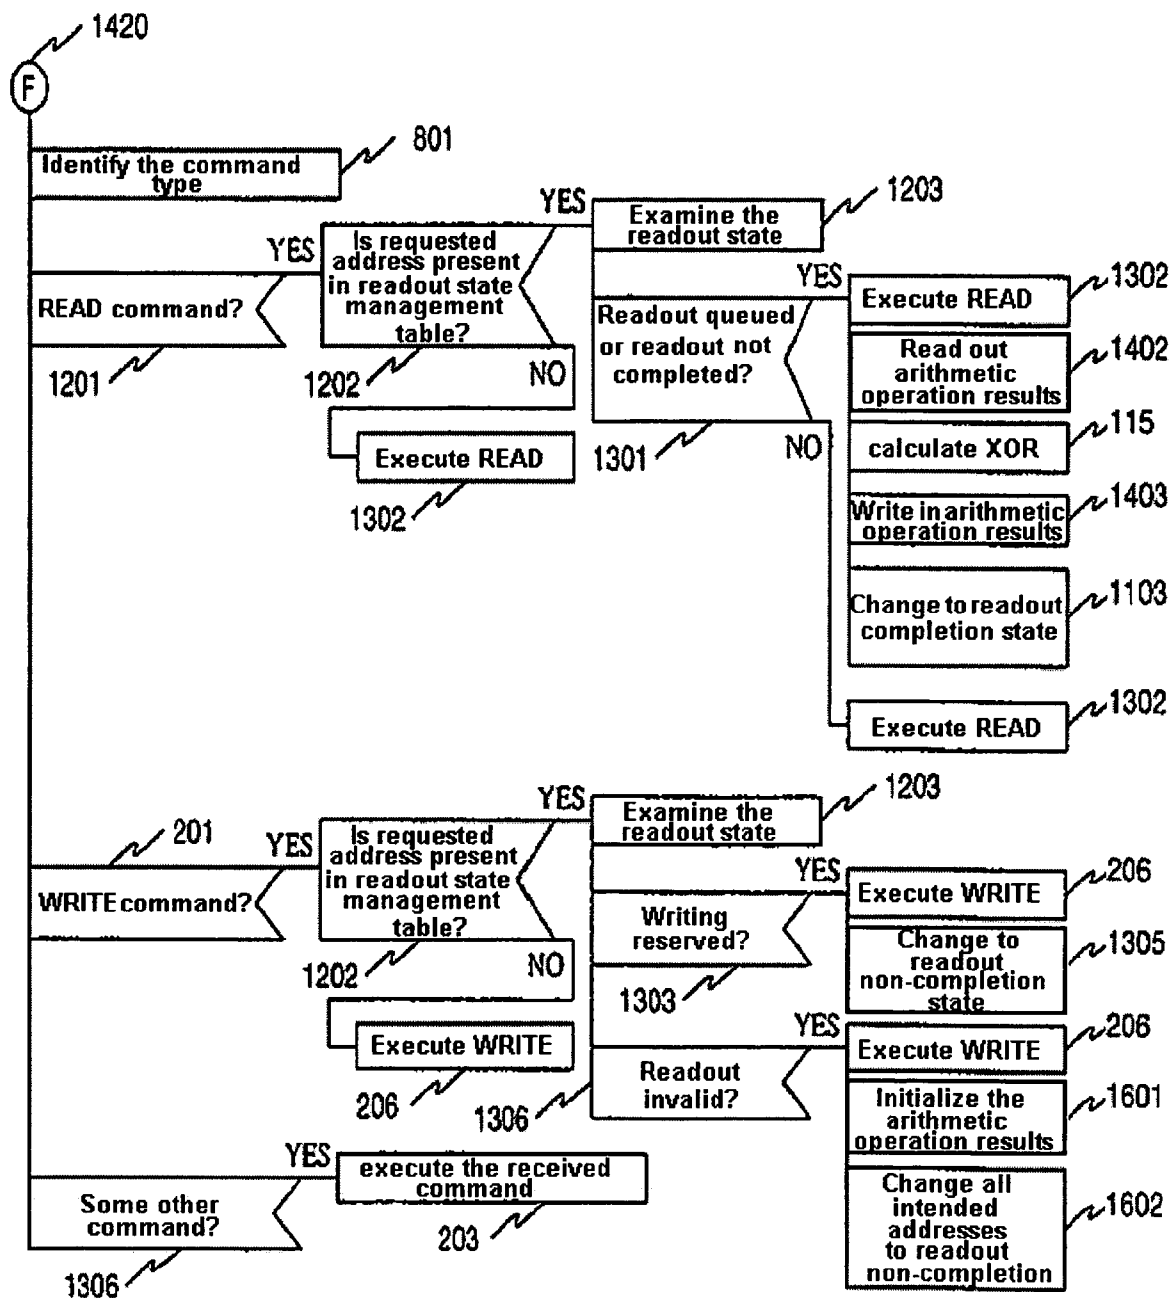 1420
F
801
Identify the command
type
1203
YES
Examine the
readout state
YES
Is requested
address present
in readout state
management
table?
YES
1302
Execute READ
READ command?
Readout queued
or readout not
completed?
1402
Read out
arithmetic
operation results
1201
1202
NO
1301
NO
115
calculate XOR
Execute READ
1302
1403
Write in arithmetic
operation results
1103
Change to readout
completion state
1302
Execute READ
1203
YES
Examine the
readout state
201
YES
Is requested
address present
in readout state
management
table?
YES
206
Execute WRITE
WRITE command?
Writing
reserved?
1305
Change to
readout
non-completion
state
1202
NO
1303
YES
206
Execute WRITE
Execute WRITE
206
1306
Readout
invalid?
1601
Initialize the
arithmetic
operation results
YES
execute the received
command
203
Some other
command?
1306
1602
Change all
intended
addresses
to readout
non-completion